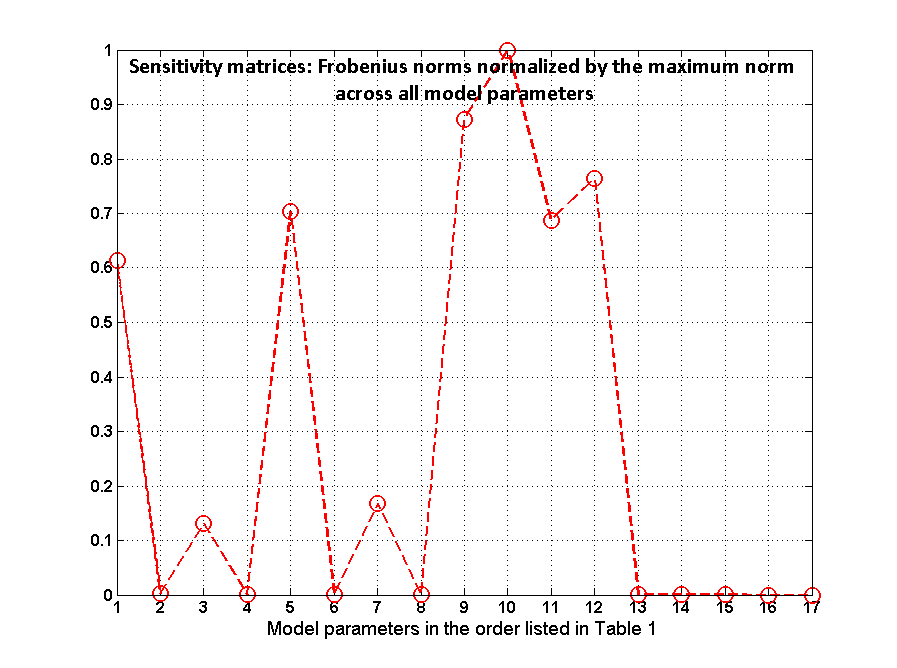 1
Sensitivity matrices: Frobenius norms normalized by the maximum norm
across all model parameters
0.9
0.8
0.7
0.6
0.5
0.4
0.3
0.2
0.1
0
1 2 3 4 5 6 7 8 9 10 11 12 13 14 15 16 17
Model parameters in the order listed in Table 1